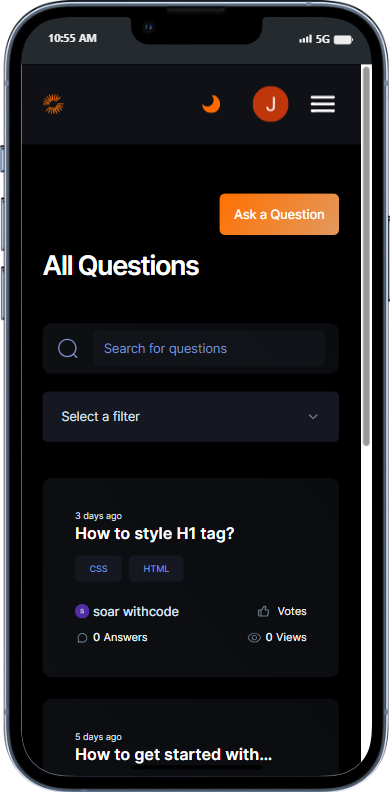 10:55 AM
5G
J
Ask a Question
All Questions
Search for questions
Select a filter
3 days ago
How to style H1 tag?
CSS HTML
S soar withcode
Votes
0 Answers
0 Views
5 days ago
How to get started with...